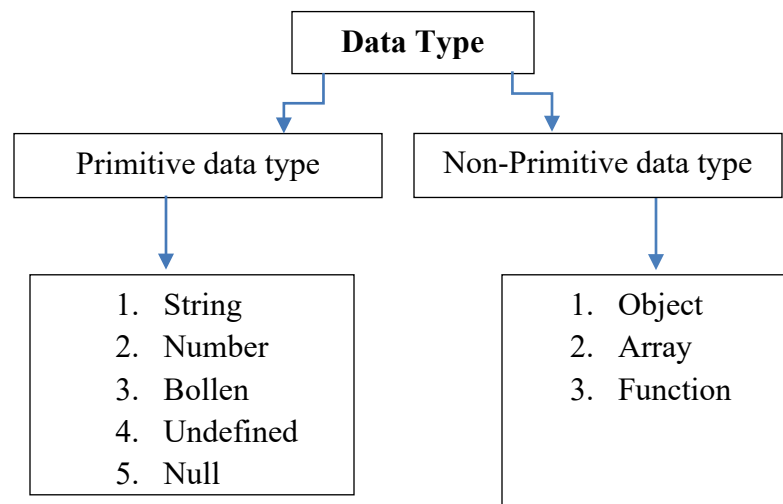 Data Type
Primitive data type
Non-Primitive data type
1. String
2. Number
3. Bollen
4. Undefined
5. Null
1. Object
2. Array
3. Function